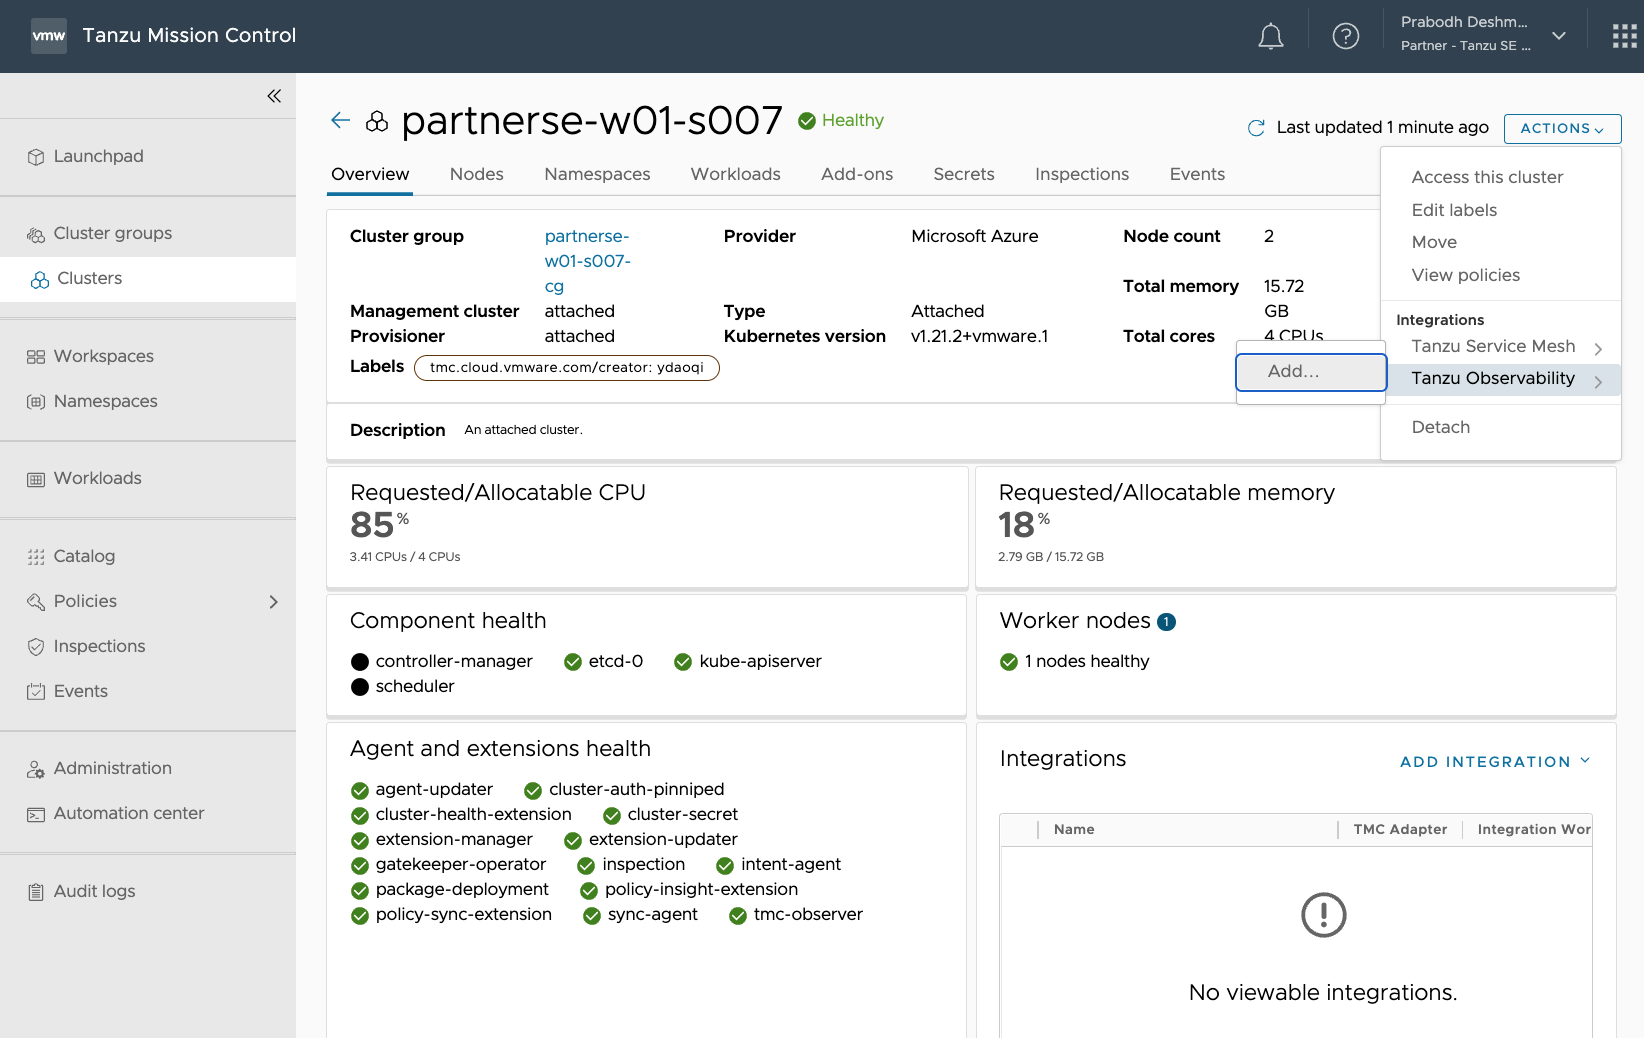 vmw Tanzu Mission Control
Prabodh Deshm...
Partner - Tanzu SE ...
Launchpad
Cluster groups
Clusters
Workspaces
Namespaces
Workloads
Catalog
Policies
Inspections
Events
Administration
Automation center
Audit logs
partnerse-w01-s007 Healthy
Last updated 1 minute ago ACTIONS
Overview Nodes Namespaces Workloads Add-ons Secrets Inspections Events
Access this cluster
Edit labels
Move
View policies
Integrations
Tanzu Service Mesh
Tanzu Observability
Add...
Detach
Cluster group partnerse-
w01-s007-
cg
Provider Microsoft Azure
Node count 2
Total memory 15.72
GB
Management cluster attached
Type Attached
Provisioner attached
Kubernetes version v1.21.2+vmware.1
Total cores 4 CPUs
Labels tmc.cloud.vmware.com/creator: ydaoqi
Description An attached cluster.
Requested/Allocatable CPU
85%
3.41 CPUs / 4 CPUs
Requested/Allocatable memory
18%
2.79 GB / 15.72 GB
Component health
controller-manager etcd-0 kube-apiserver
scheduler
Worker nodes 1
1 nodes healthy
Agent and extensions health
agent-updater cluster-auth-pinniped
cluster-health-extension cluster-secret
extension-manager extension-updater
gatekeeper-operator inspection intent-agent
package-deployment policy-insight-extension
policy-sync-extension sync-agent tmc-observer
Integrations ADD INTEGRATION
Name TMC Adapter Integration Wor
No viewable integrations.